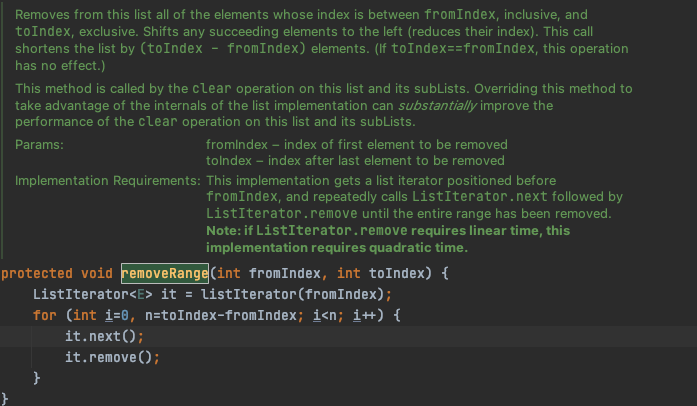 Removes from this list all of the elements whose index is between fromIndex, inclusive, and
toIndex, exclusive. Shifts any succeeding elements to the left (reduces their index). This call
shortens the list by (toIndex - fromIndex) elements. (If toIndex==fromIndex, this operation
has no effect.)
This method is called by the clear operation on this list and its subLists. Overriding this method to
take advantage of the internals of the list implementation can substantially improve the
performance of the clear operation on this list and its subLists.
Params: fromIndex – index of first element to be removed
toIndex – index after last element to be removed
Implementation Requirements: This implementation gets a list iterator positioned before
fromIndex, and repeatedly calls ListIterator.next followed by
ListIterator.remove until the entire range has been removed.
Note: if ListIterator.remove requires linear time, this
implementation requires quadratic time.
protected void removeRange(int fromIndex, int toIndex) {
    ListIterator<E> it = listIterator(fromIndex);
    for (int i=0, n=toIndex-fromIndex; i<n; i++) {
        it.next();
        it.remove();
    }
}